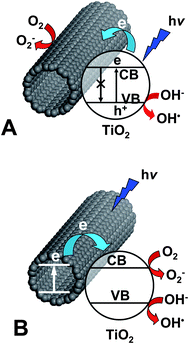 O₂
O₂⁻
e
hν
e
CB
VB
h⁺
OH⁻
OH•
TiO₂
A
hν
e
e
CB
O₂
O₂⁻
VB
OH⁻
OH•
TiO₂
B